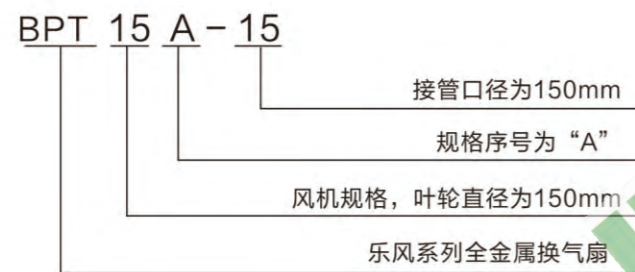 BPT 15 A - 15
接管口径为150mm
规格序号为“A”
风机规格，叶轮直径为150mm
乐风系列全金属换气扇